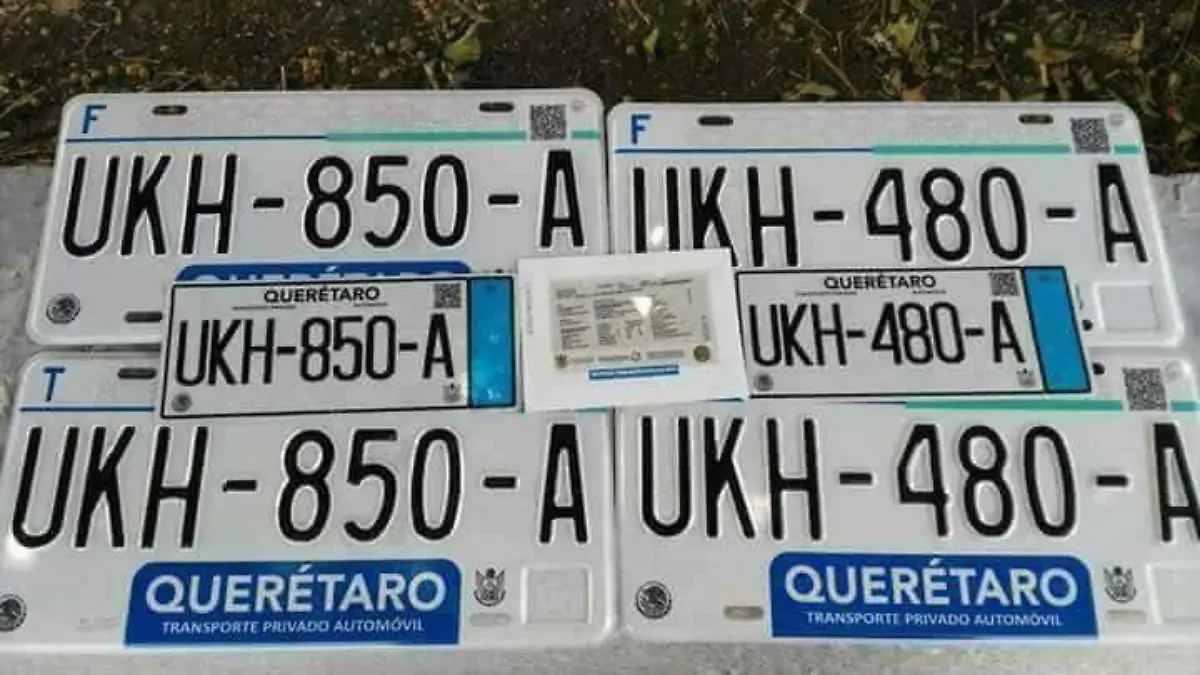 F
UKH-850-A
QUERÉTARO
F
UKH-480-A
QUERÉTARO
UKH-850-A
QUERÉTARO
UKH-480-A
T
UKH-850-A
QUERÉTARO
TRANSPORTE PRIVADO AUTOMÓVIL
UKH-480-A
QUERÉTARO
TRANSPORTE PRIVADO AUTOMÓVIL